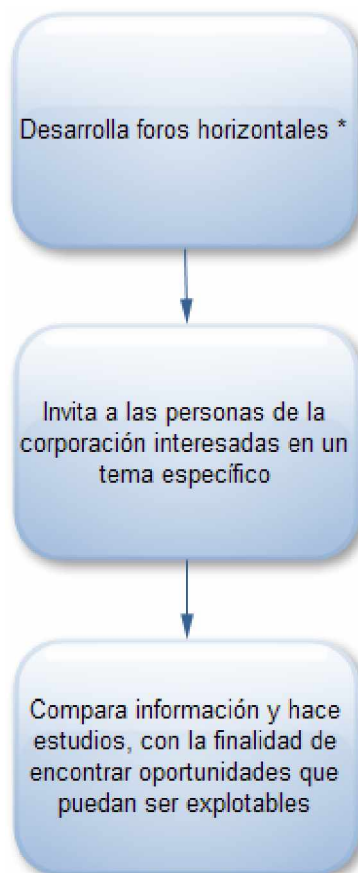 Desarrolla foros horizontales *
Invita a las personas de la
corporación interesadas en un
tema específico
Compara información y hace
estudios, con la finalidad de
encontrar oportunidades que
puedan ser explotables